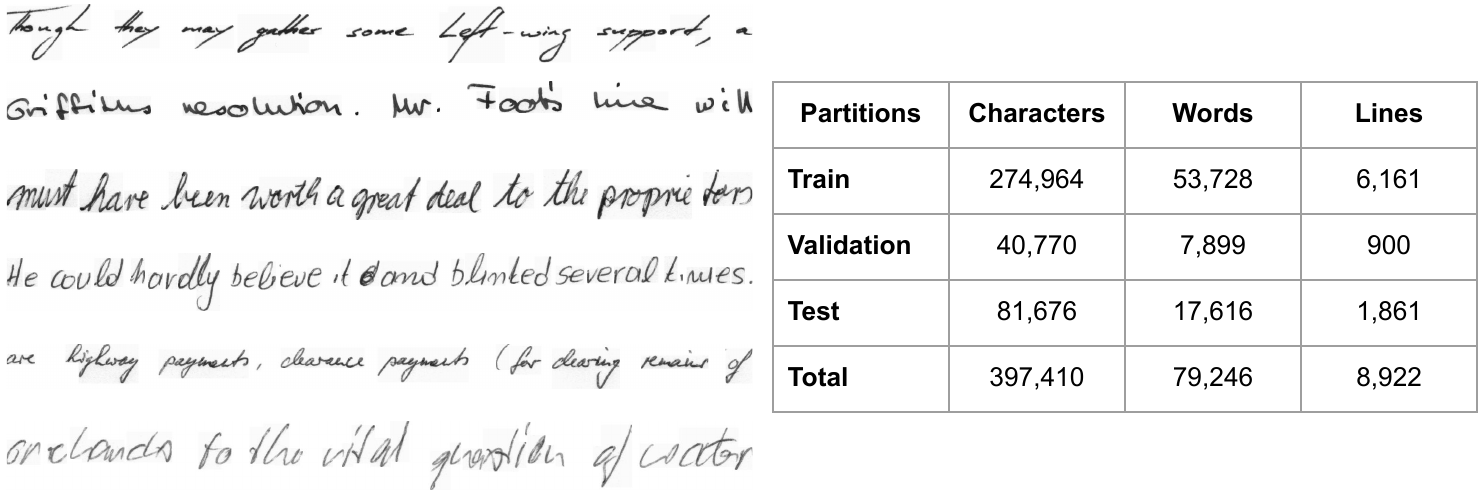 Though they may gather some Left-wing support, a
Griffiths resolution. Mr. Foot's line will
must have been worth a great deal to the proprietors
He could hardly believe it and blinked several times.
are highway payments, clearance payments (for clearing remains of
orchards to the vital question of water
Partitions Characters Words Lines
Train 274,964 53,728 6,161
Validation 40,770 7,899 900
Test 81,676 17,616 1,861
Total 397,410 79,246 8,922